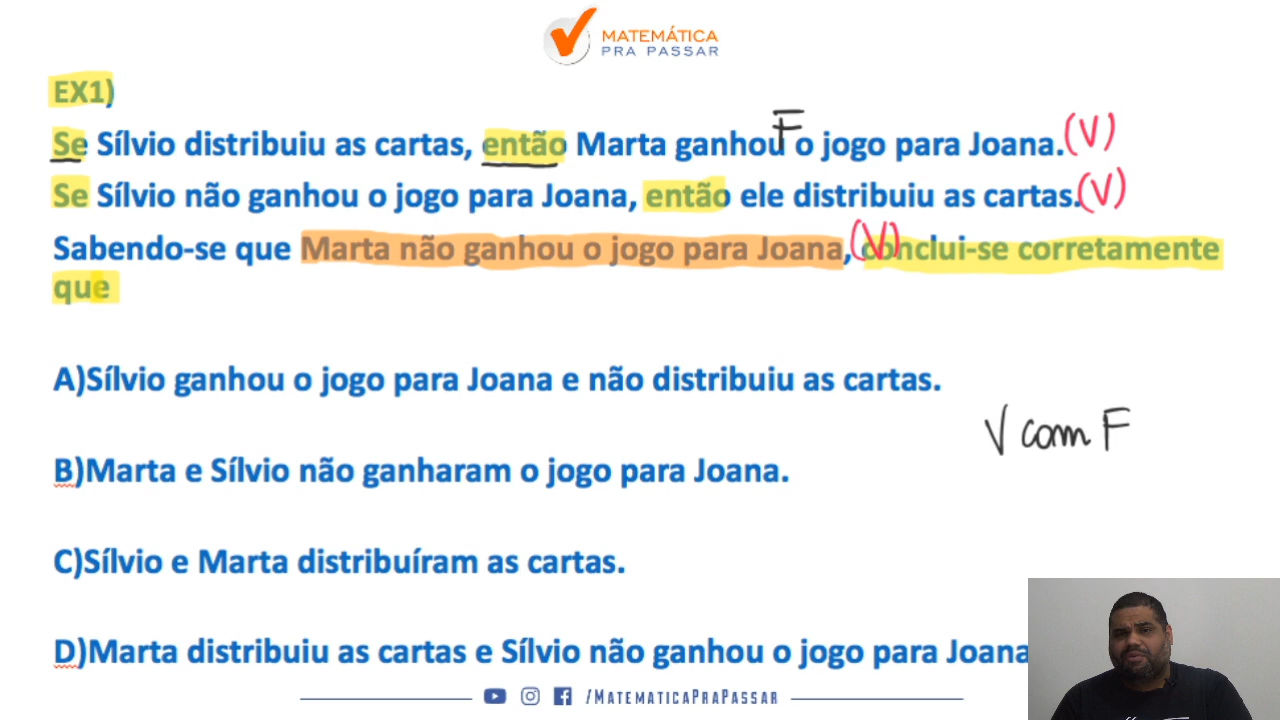 MATEMÁTICA
PRA PASSAR
EX1)
F
Se Sílvio distribuiu as cartas, então Marta ganhou o jogo para Joana. (V)
Se Sílvio não ganhou o jogo para Joana, então ele distribuiu as cartas. (V)
Sabendo-se que Marta não ganhou o jogo para Joana, (V) conclui-se corretamente
que
A)Sílvio ganhou o jogo para Joana e não distribuiu as cartas.
V com F
B)Marta e Sílvio não ganharam o jogo para Joana.
C)Sílvio e Marta distribuíram as cartas.
D)Marta distribuiu as cartas e Sílvio não ganhou o jogo para Joana
/MATEMATICAPRAPASSAR